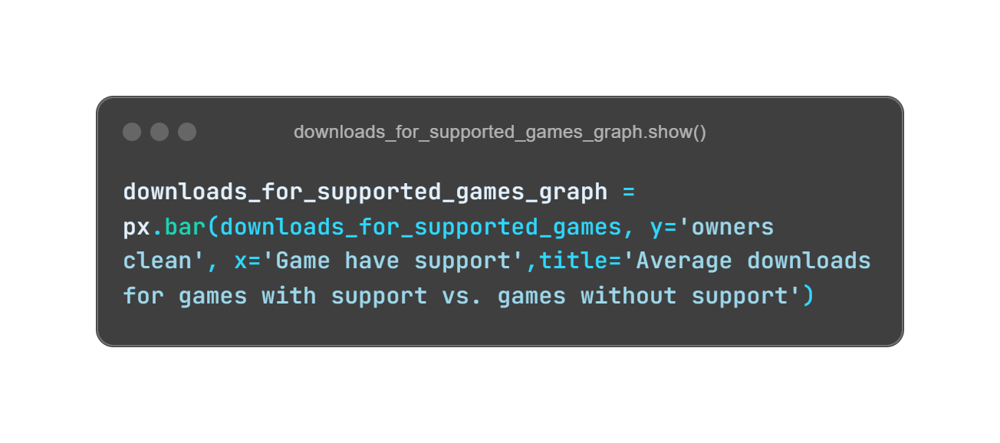 downloads_for_supported_games_graph.show()
downloads_for_supported_games_graph =
px.bar(downloads_for_supported_games, y='owners
clean', x='Game have support',title='Average downloads
for games with support vs. games without support')